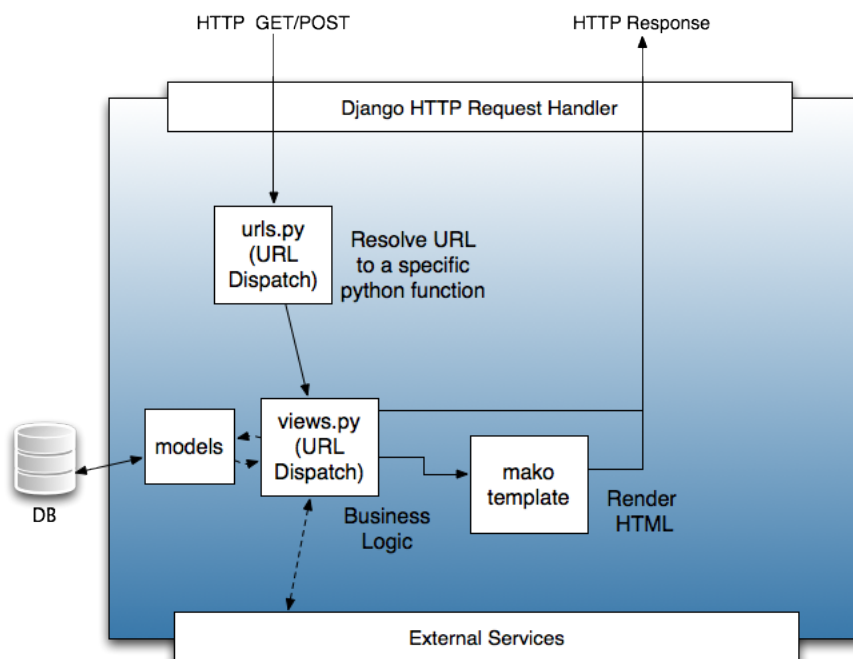 HTTP GET/POST
HTTP Response
Django HTTP Request Handler
urls.py
(URL
Dispatch)
Resolve URL
to a specific
python function
models
views.py
(URL
Dispatch)
mako
template
DB
Business
Logic
Render
HTML
External Services